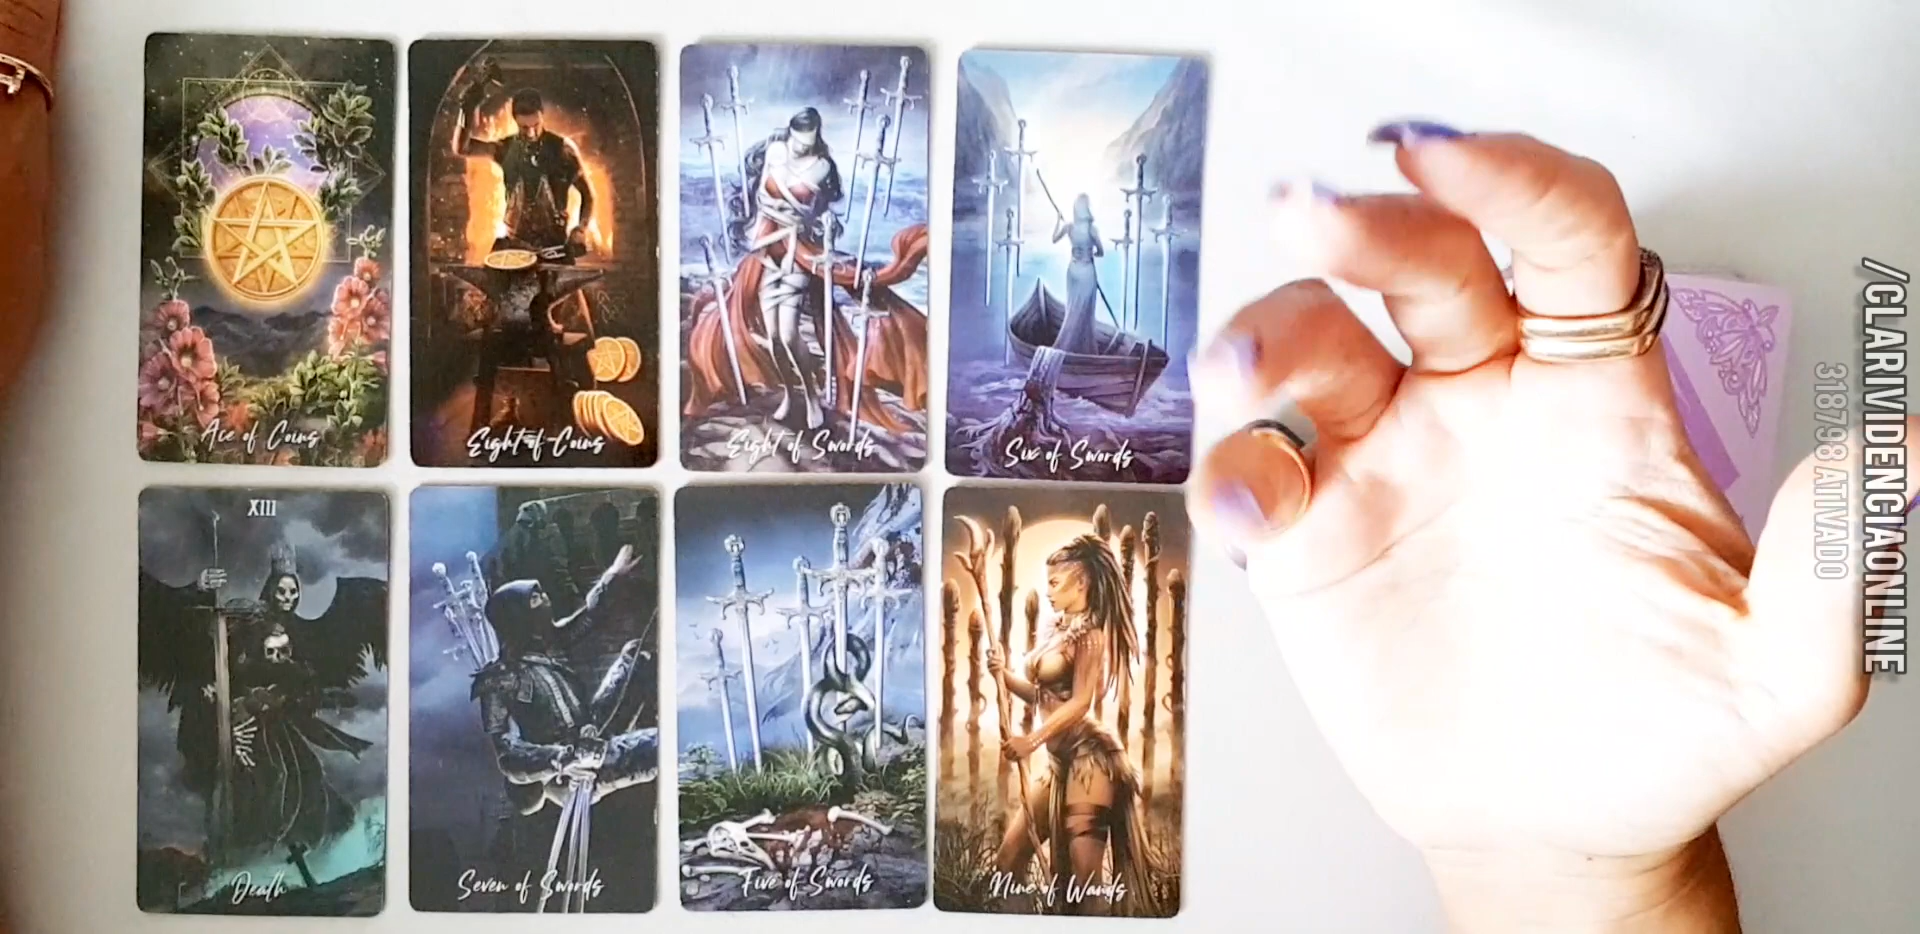 Ace of Coins
Eight of Coins
Eight of Swords
Six of Swords
XIII
Death
Seven of Swords
Five of Swords
Nine of Wands
/CLARIVIDENCIAONLINE
318798 ATIVADO